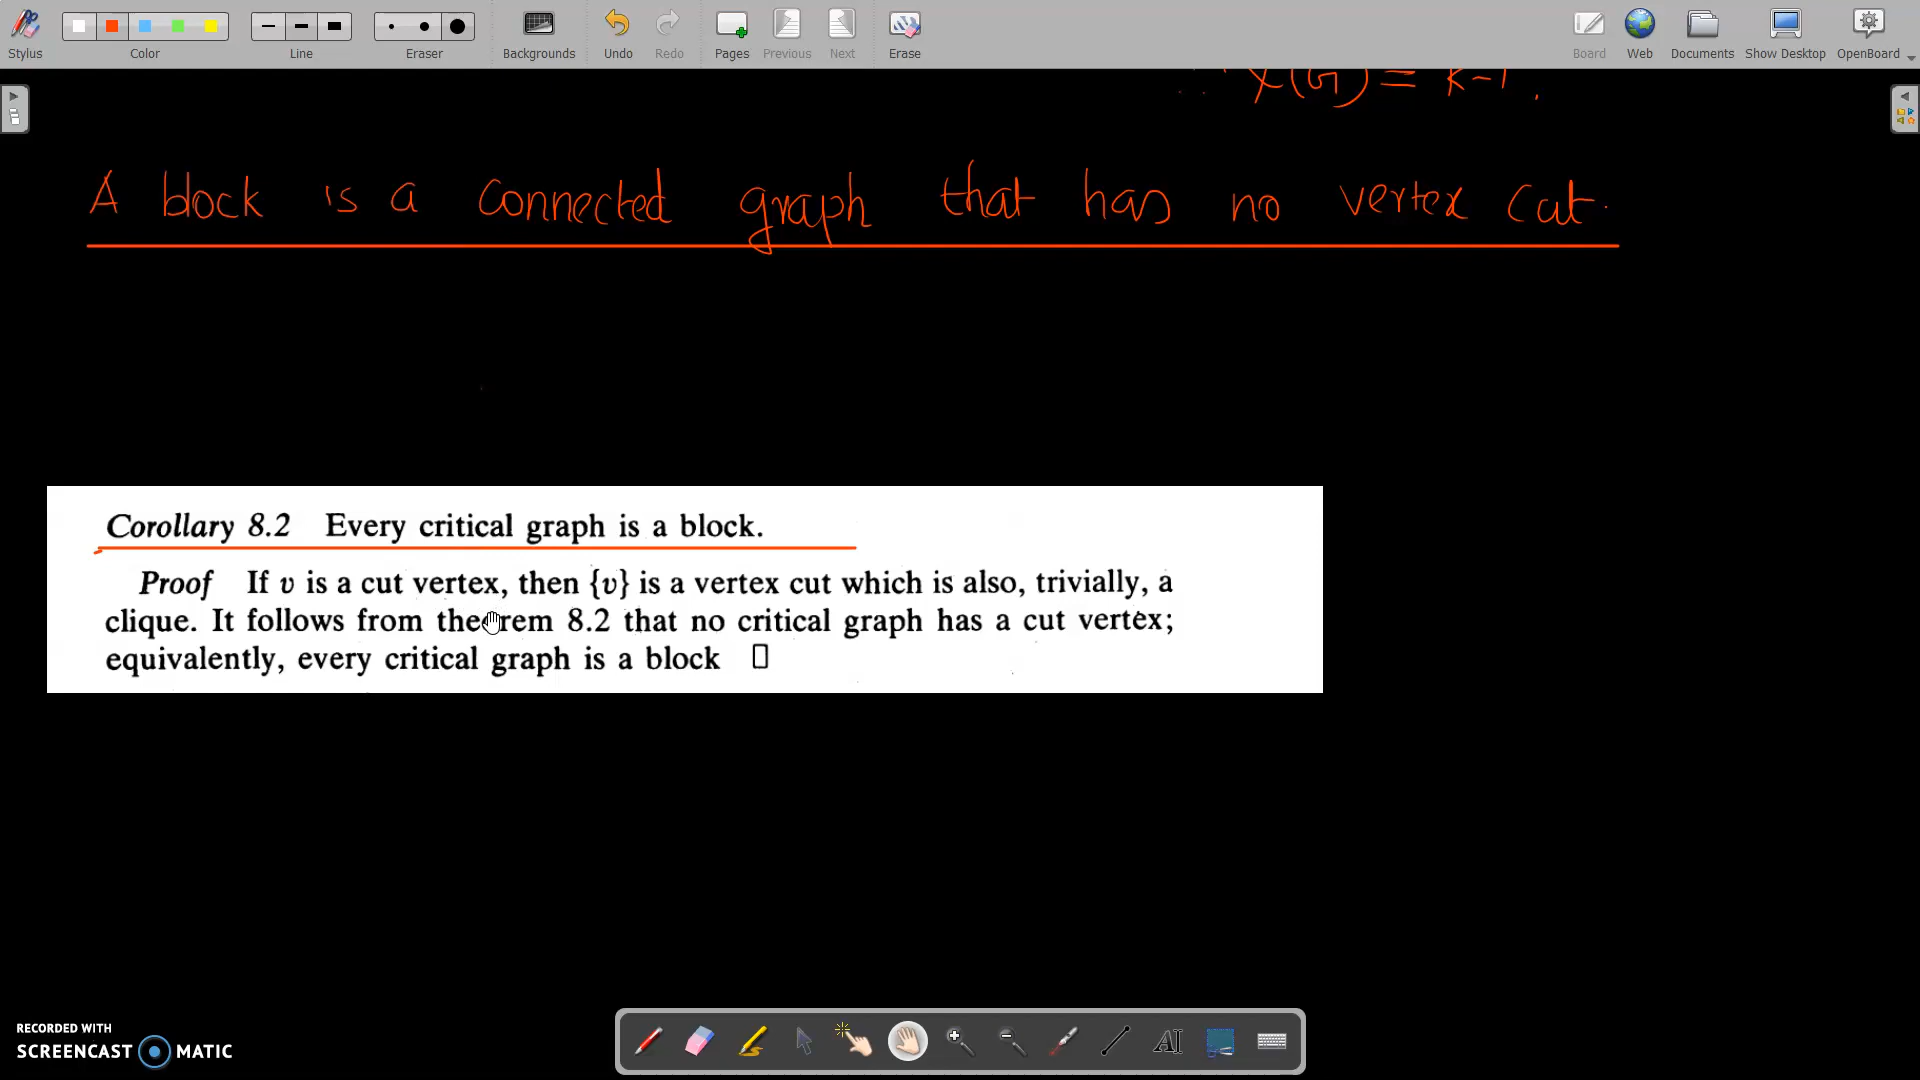 Stylus
Color
Line
Eraser
Backgrounds
Undo
Redo
Pages
Previous
Next
Erase
Board
Web
Documents
Show Desktop
OpenBoard
χ(G) = k-1.
A block is a connected graph that has no vertex cut.
Corollary 8.2 Every critical graph is a block.
Proof If v is a cut vertex, then {v} is a vertex cut which is also, trivially, a
clique. It follows from theorem 8.2 that no critical graph has a cut vertex;
equivalently, every critical graph is a block □
RECORDED WITH
SCREENCAST MATIC